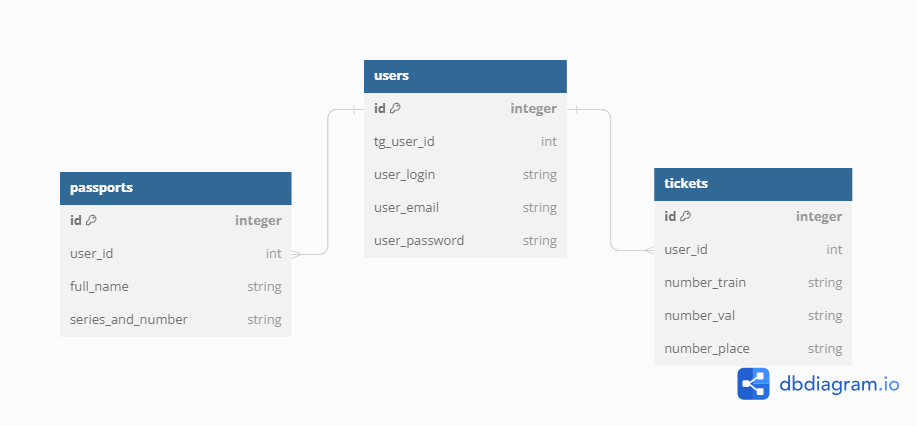 users
id integer
tg_user_id int
user_login string
user_email string
user_password string
passports
id integer
user_id int
full_name string
series_and_number string
tickets
id integer
user_id int
number_train string
number_val string
number_place string
dbdiagram.io